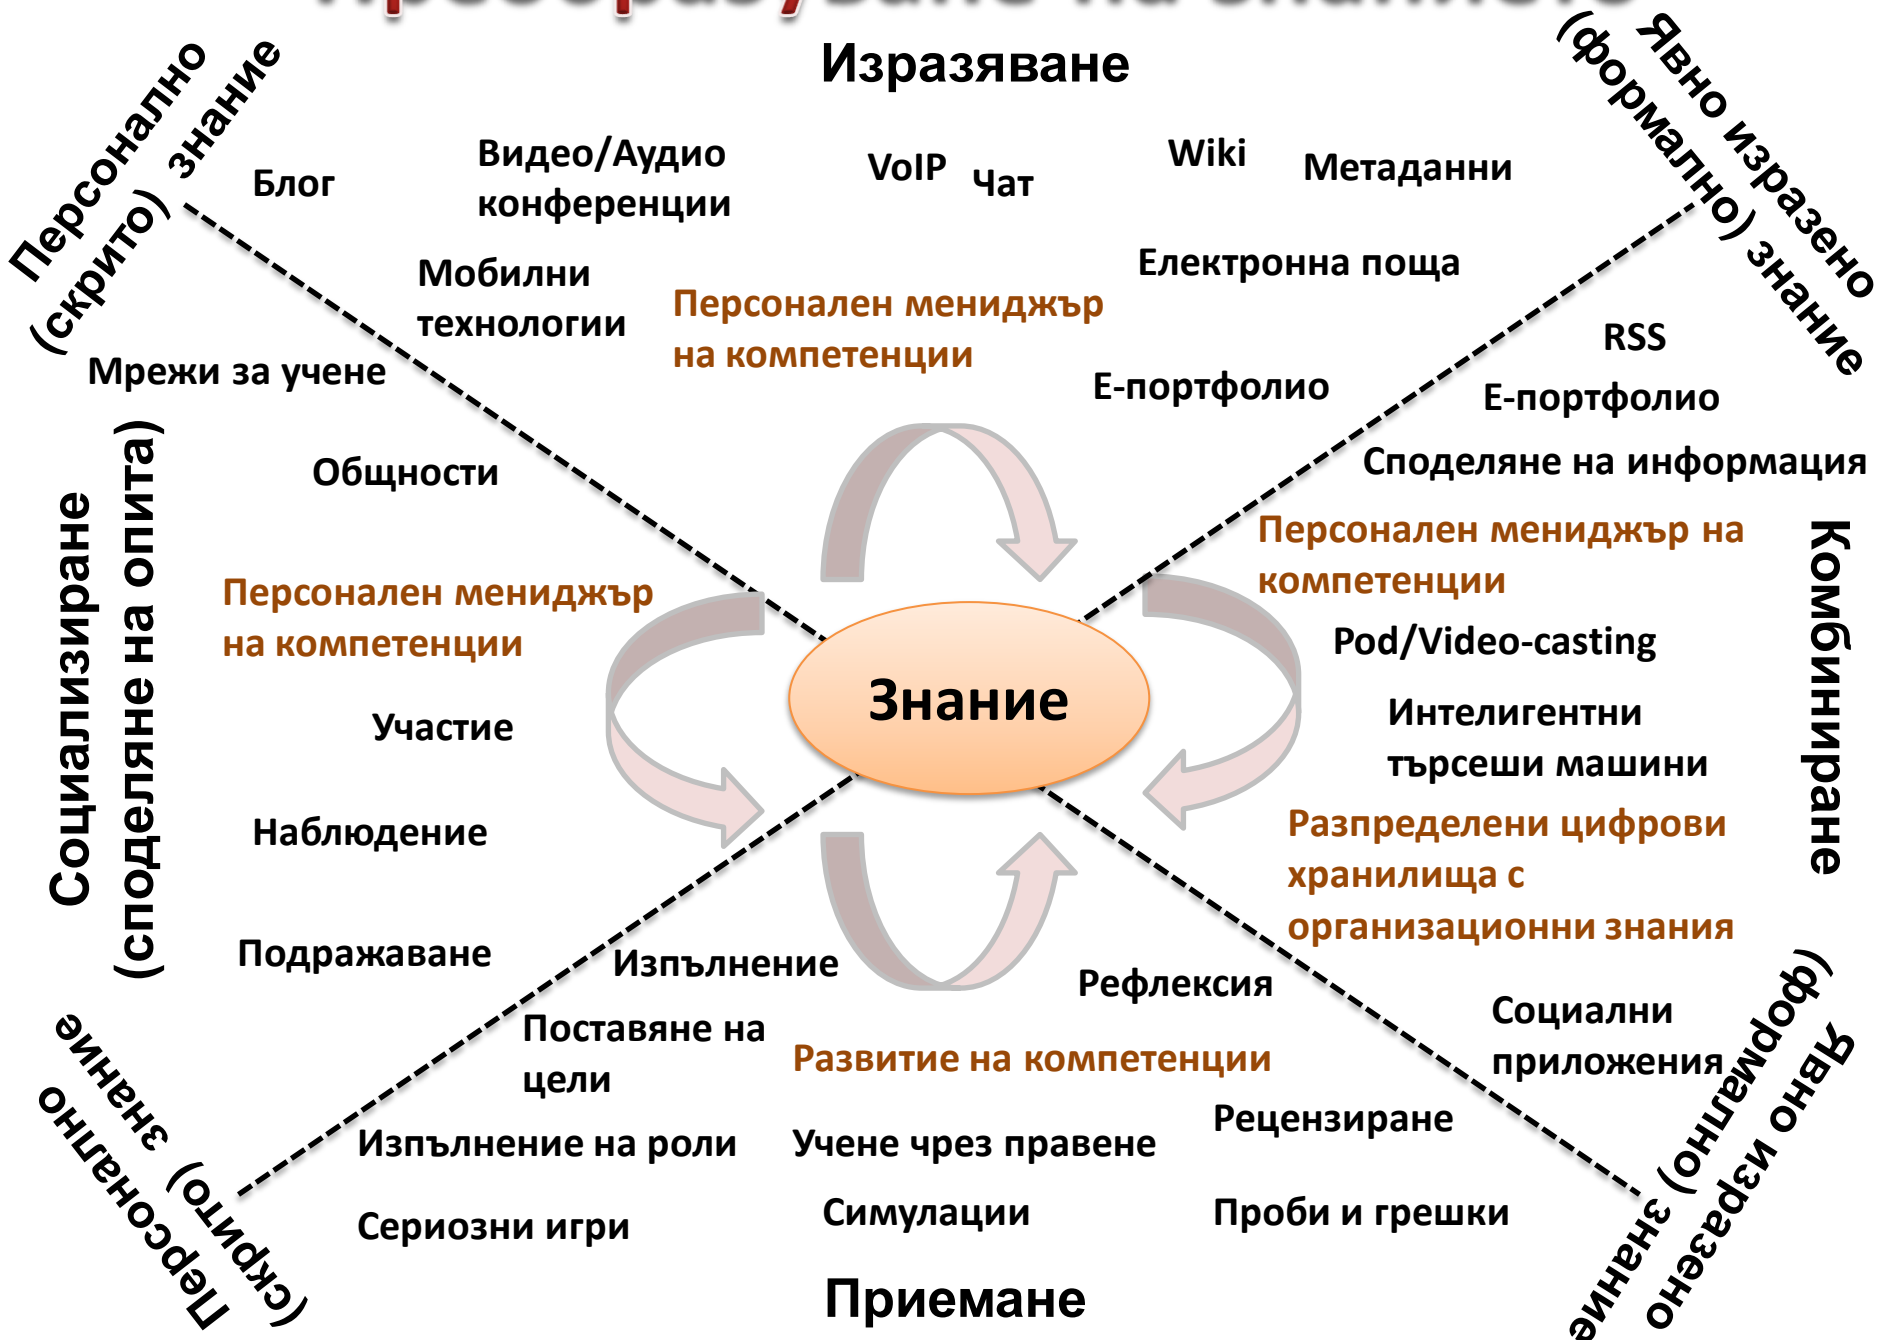 Преобразуване на знанието
Изразяване
Персонално
(скрито) знание
Явно изразено
(формално) знание
Блог
Видео/Аудио
конференции
VoIP
Чат
Wiki
Метаданни
Мобилни
технологии
Персонален мениджър
на компетенции
Електронна поща
Е-портфолио
Мрежи за учене
Общности
Персонален мениджър
на компетенции
Участие
Наблюдение
Подражаване
Социализиране
(споделяне на опита)
Знание
RSS
Е-портфолио
Споделяне на информация
Персонален мениджър на
компетенции
Pod/Video-casting
Интелигентни
търсеши машини
Разпределени цифрови
хранилища с
организационни знания
Социални
приложения
Комбиниране
Изпълнение
Поставяне на
цели
Рефлексия
Развитие на компетенции
Рецензиране
Изпълнение на роли
Учене чрез правене
Сериозни игри
Симулации
Проби и грешки
Персонално
(скрито) знание
Явно изразено
(формално) знание
Приемане